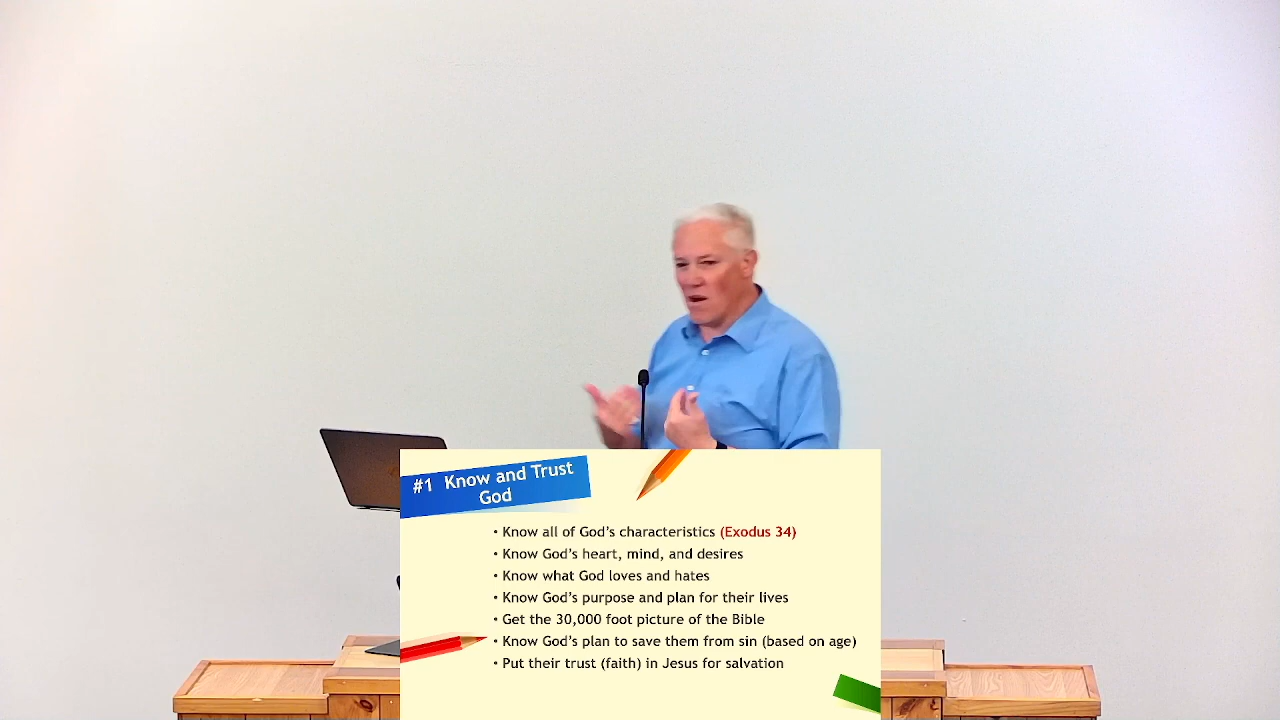 #1 Know and Trust
God
• Know all of God's characteristics (Exodus 34)
• Know God's heart, mind, and desires
• Know what God loves and hates
• Know God's purpose and plan for their lives
• Get the 30,000 foot picture of the Bible
• Know God's plan to save them from sin (based on age)
• Put their trust (faith) in Jesus for salvation